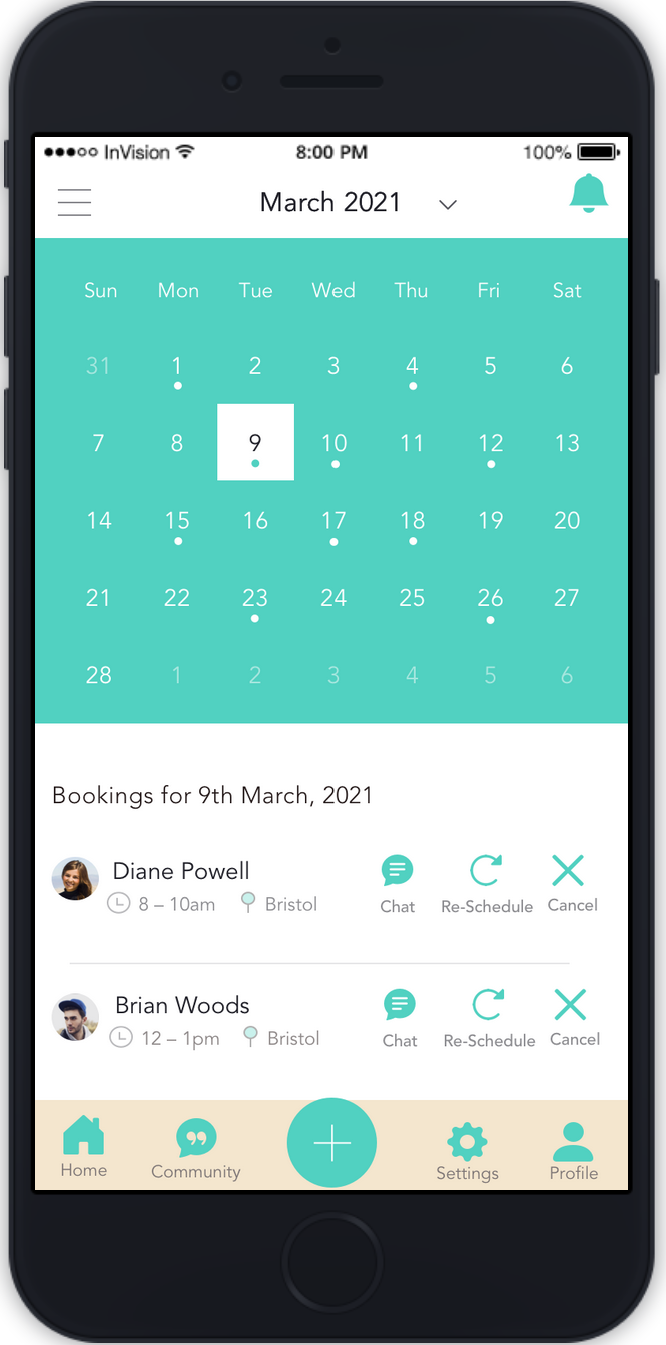 InVision 8:00 PM 100%
March 2021
Sun Mon Tue Wed Thu Fri Sat
31 1 2 3 4 5 6
7 8 9 10 11 12 13
14 15 16 17 18 19 20
21 22 23 24 25 26 27
28 1 2 3 4 5 6
Bookings for 9th March, 2021
Diane Powell
8 – 10am Bristol
Chat Re-Schedule Cancel
Brian Woods
12 – 1pm Bristol
Chat Re-Schedule Cancel
Home Community Settings Profile